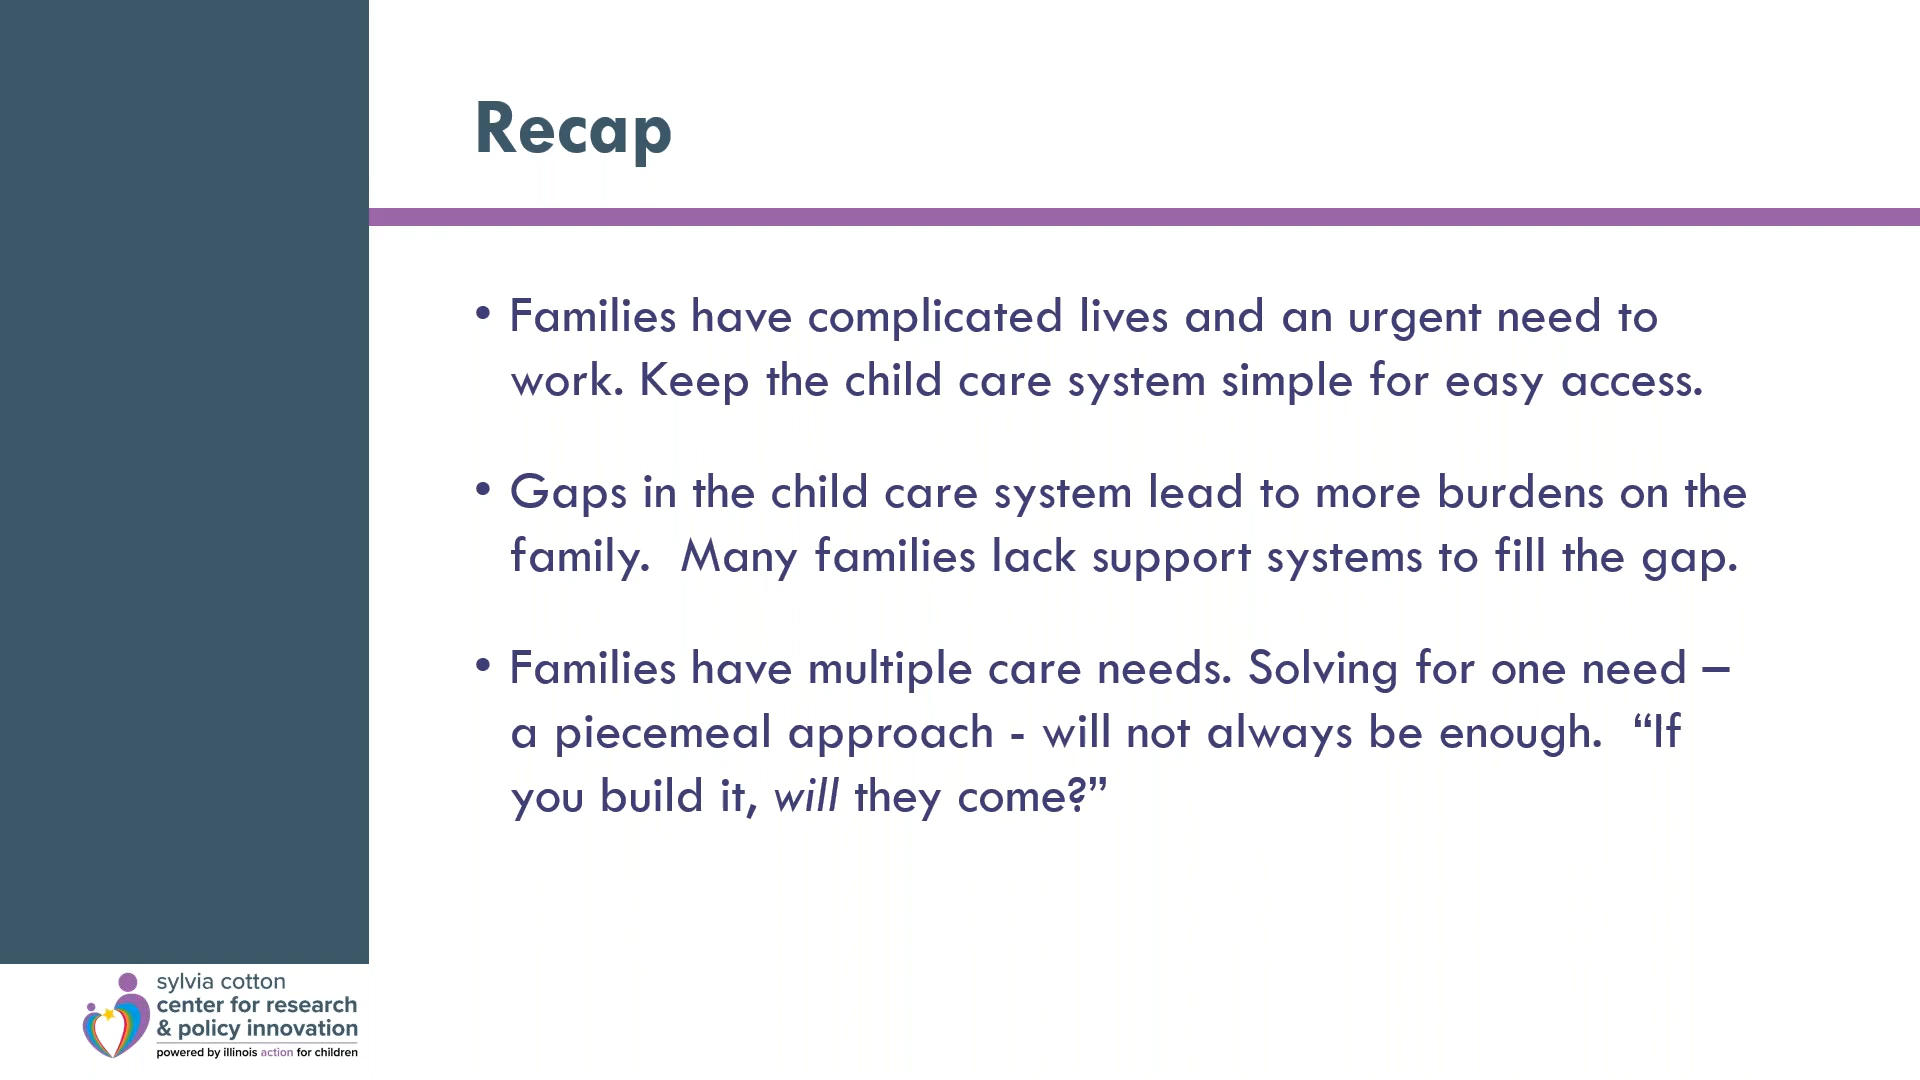 Recap
• Families have complicated lives and an urgent need to
work. Keep the child care system simple for easy access.
• Gaps in the child care system lead to more burdens on the
family.  Many families lack support systems to fill the gap.
• Families have multiple care needs. Solving for one need –
a piecemeal approach - will not always be enough.  “If
you build it, will they come?”
sylvia cotton
center for research
& policy innovation
powered by illinois action for children